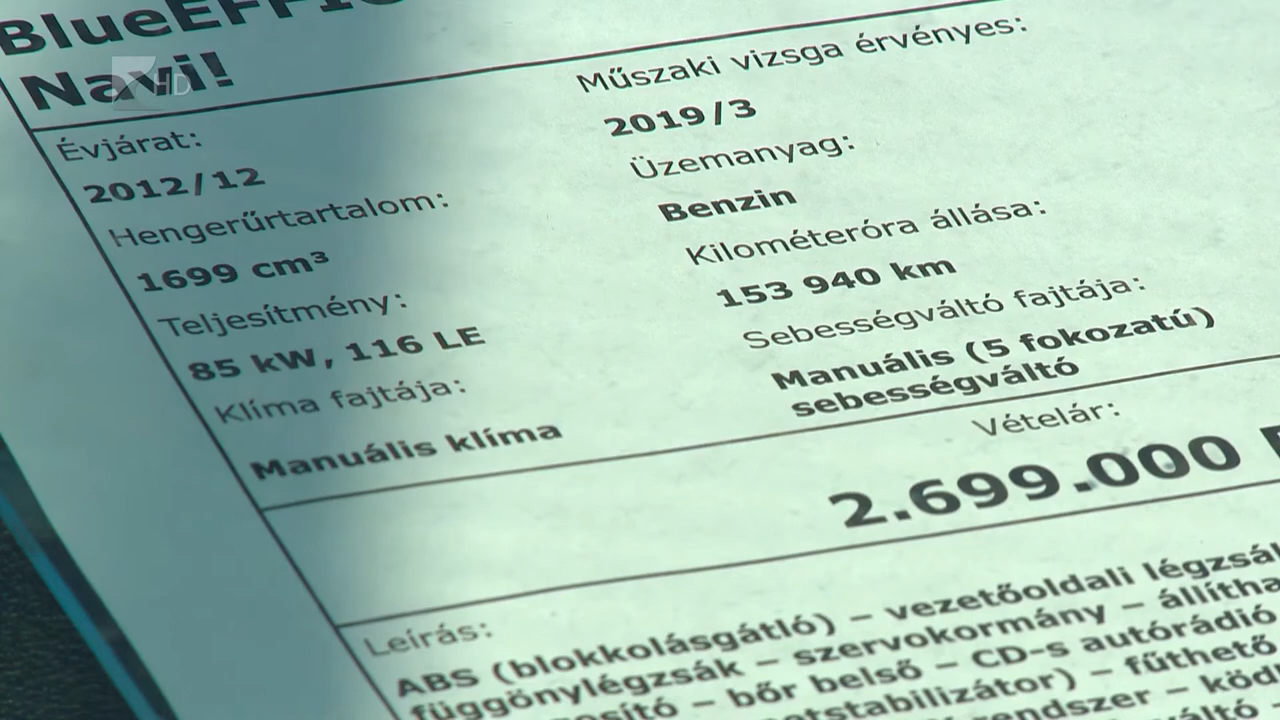 Navi!
HD
Évjárat:
2012/12
Hengerűrtartalom:
1699 cm³
Teljesítmény:
85 kW, 116 LE
Klíma fajtája:
Manuális klíma
Műszaki vizsga érvényes:
2019/3
Üzemanyag:
Benzin
Kilométeróra állása:
153 940 km
Sebességváltó fajtája:
Manuális (5 fokozatú)
sebességváltó
Vételár:
2.699.000
Leírás:
ABS (blokkolásgátló) – vezetőoldali
függönylégzsák – szervokormány –
– bőr belső – CD-s autórádió
– fűthető